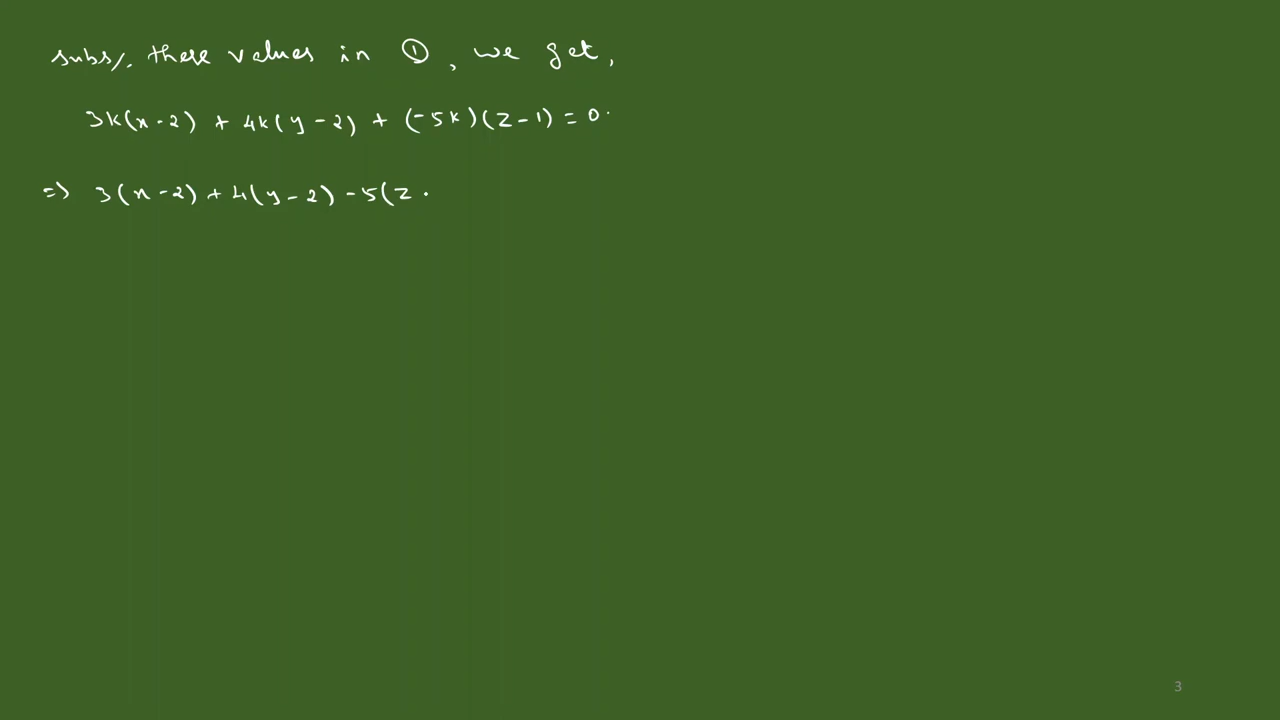 subs/. these values in ①, we get,
3k(x-2) + 4k(y-2) + (-5k)(z-1) = 0.
=> 3(x-2) + 4(y-2) - 5(z
3